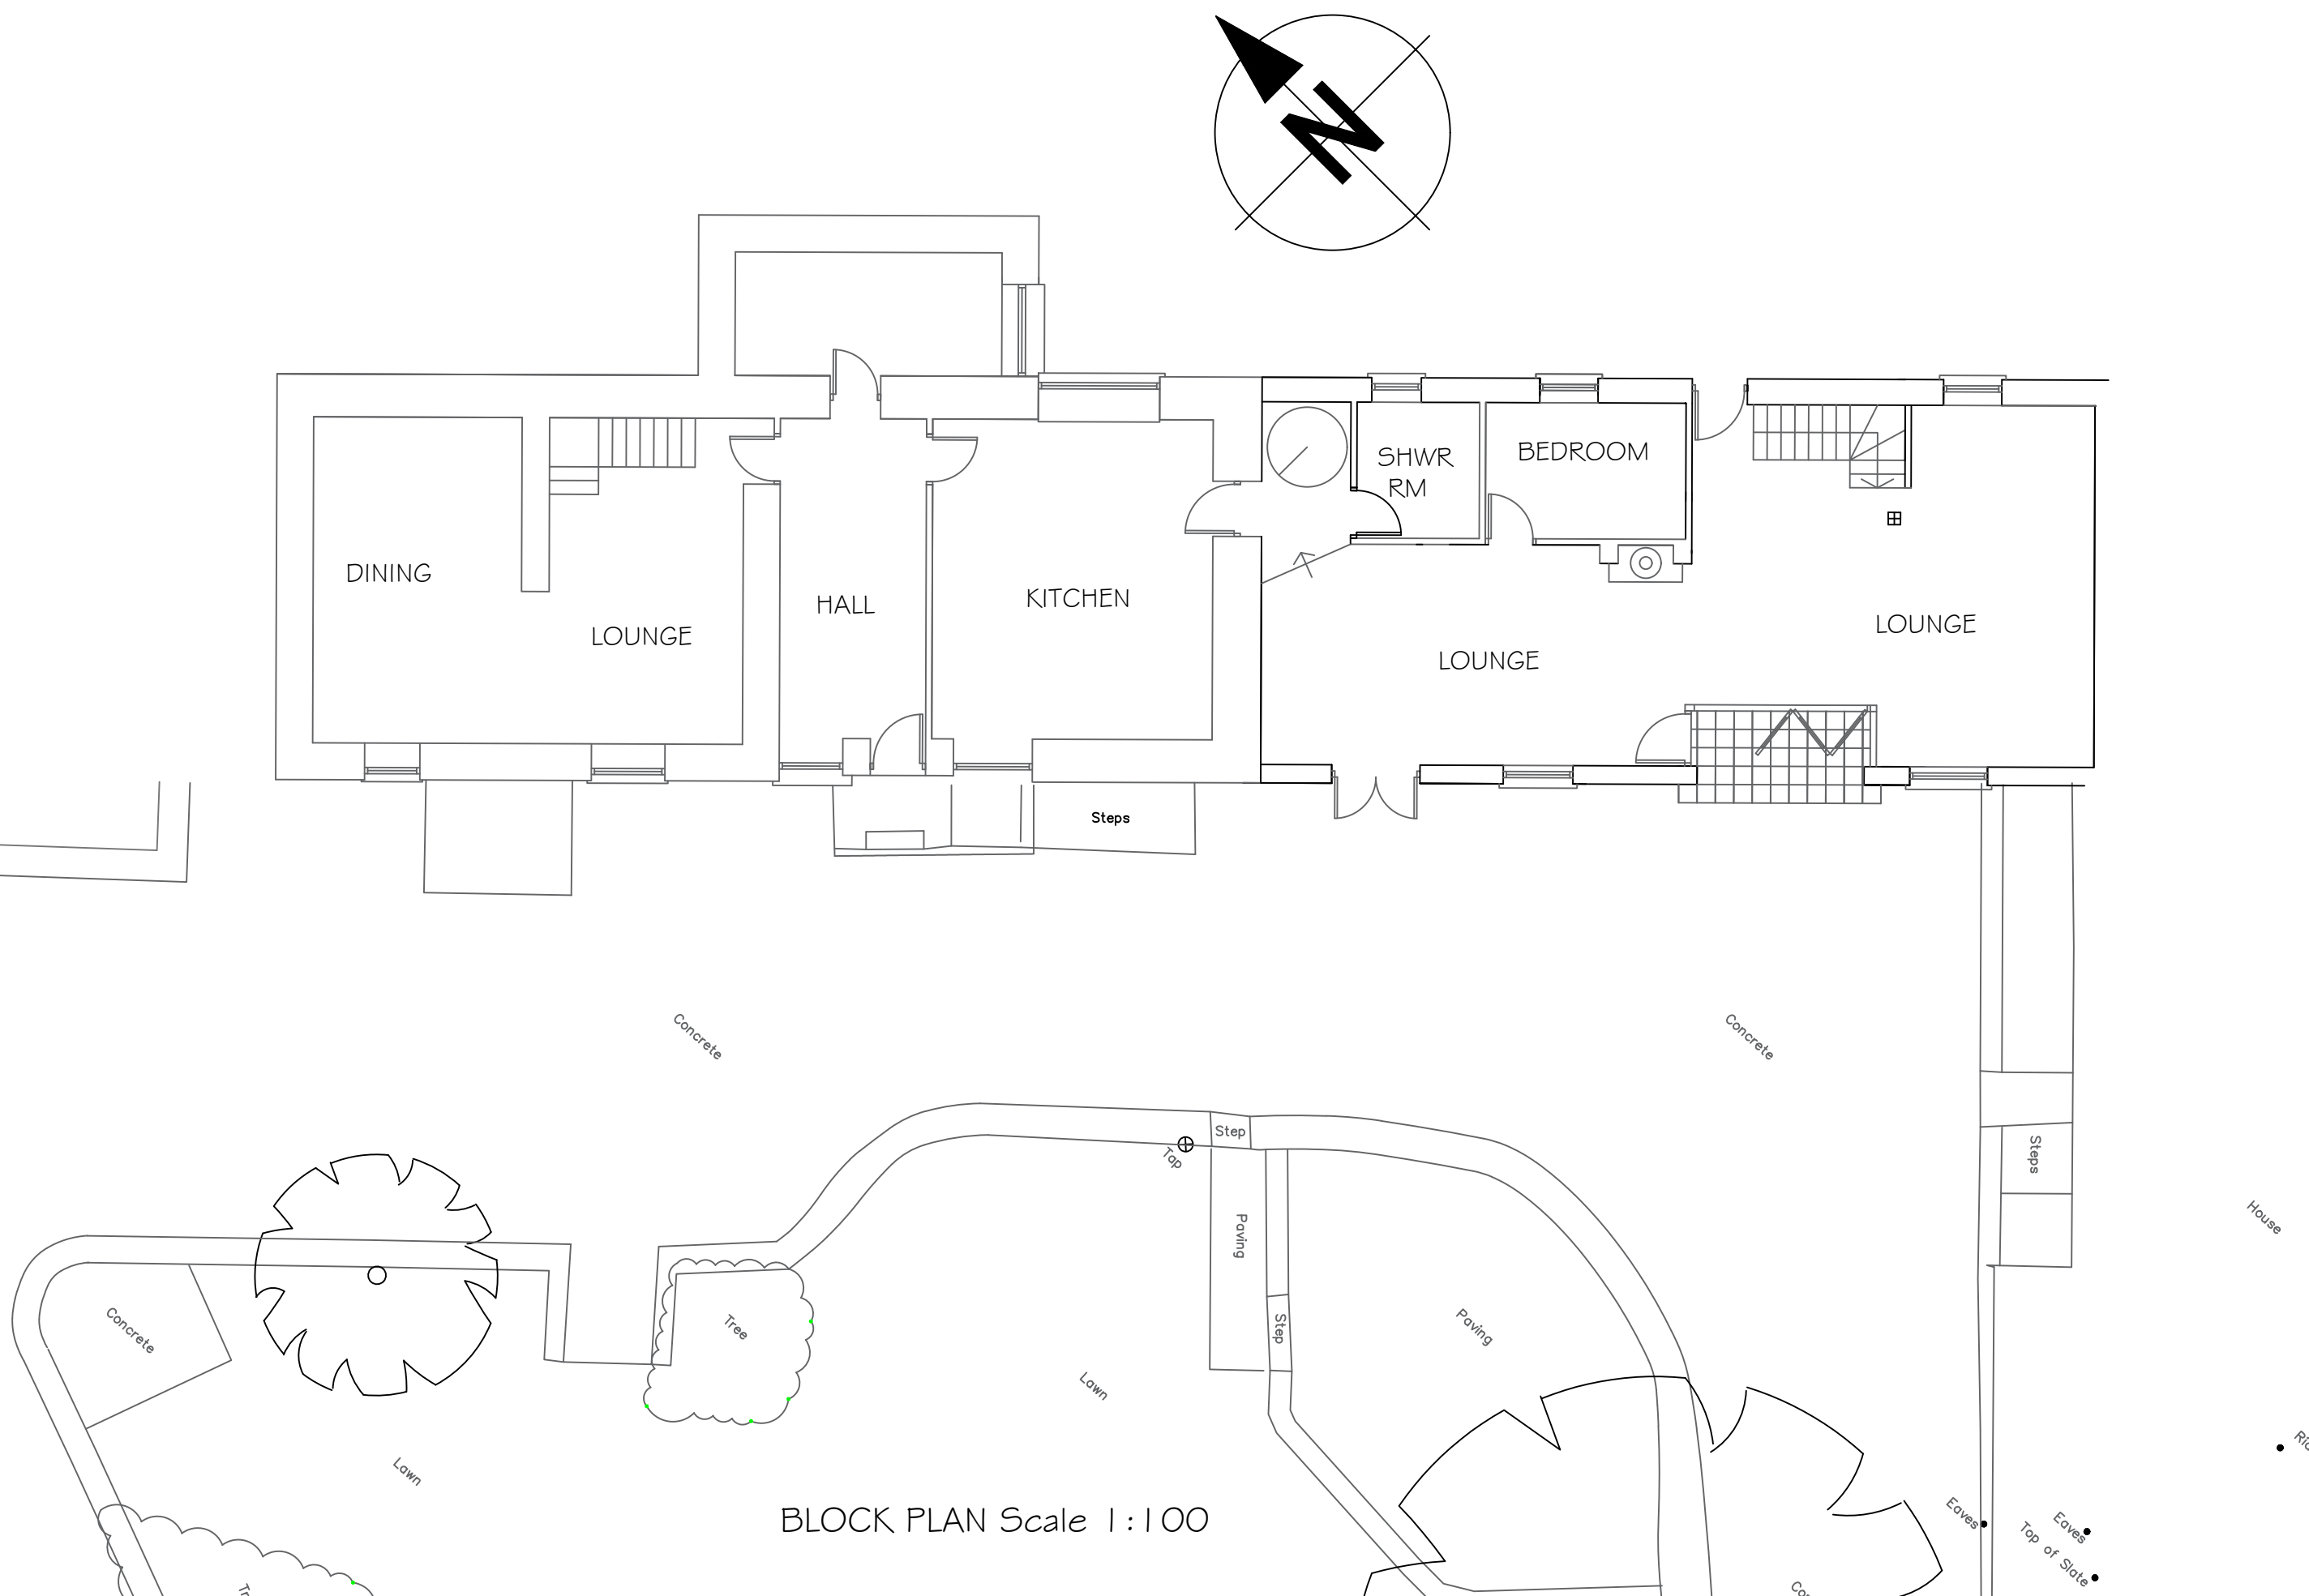 N
SHWR
RM
BEDROOM
DINING
HALL
KITCHEN
LOUNGE
LOUNGE
LOUNGE
Steps
Concrete
Concrete
Step
Tap
Steps
Paving
House
Concrete
Tree
Step
Paving
Lawn
Lawn
BLOCK PLAN Scale 1:100
Eaves
Eaves
Top of Slate